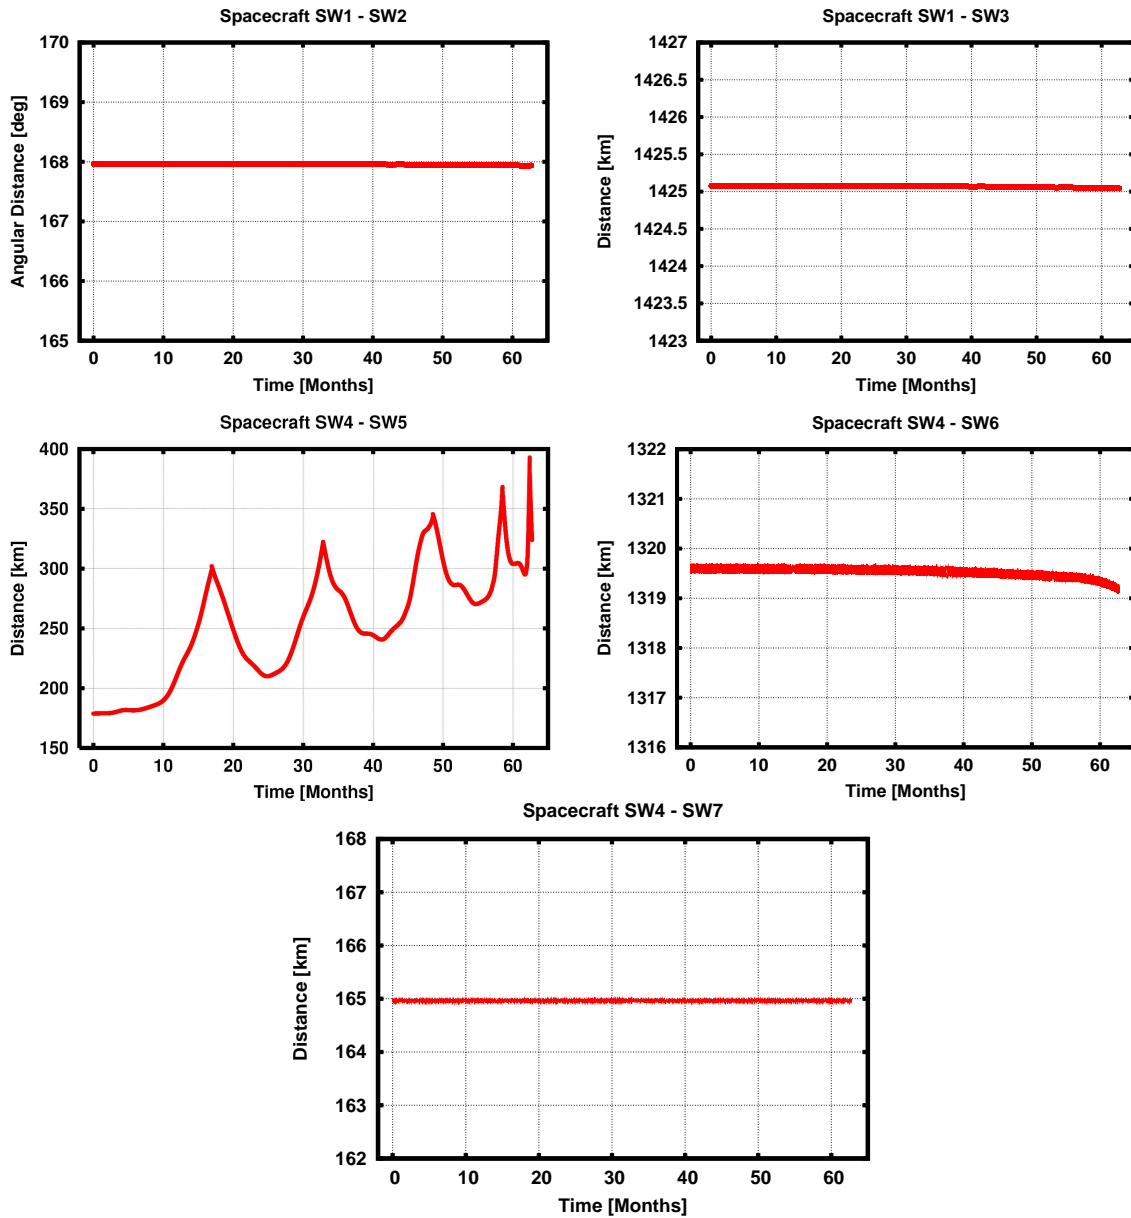 Spacecraft SW1 - SW2
170
169
168
167
166
165
Angular Distance [deg]
0 10 20 30 40 50 60
Time [Months]
Spacecraft SW1 - SW3
1427
1426.5
1426
1425.5
1425
1424.5
1424
1423.5
1423
Distance [km]
0 10 20 30 40 50 60
Time [Months]
Spacecraft SW4 - SW5
400
350
300
250
200
150
Distance [km]
0 10 20 30 40 50 60
Time [Months]
Spacecraft SW4 - SW6
1322
1321
1320
1319
1318
1317
1316
Distance [km]
0 10 20 30 40 50 60
Time [Months]
Spacecraft SW4 - SW7
168
167
166
165
164
163
162
Distance [km]
0 10 20 30 40 50 60
Time [Months]